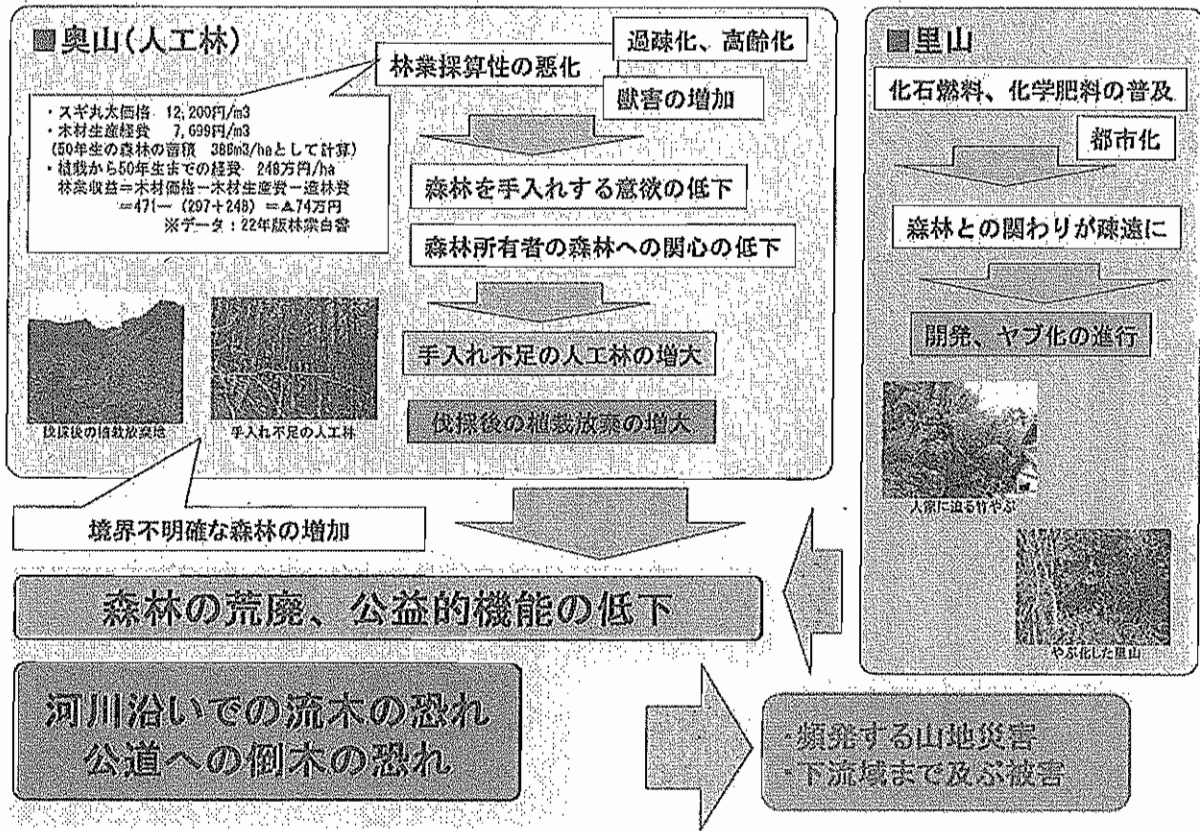 ■奥山(人工林)
過疎化、高齢化
林業採算性の悪化
獣害の増加
・スギ丸太価格 12,200円/m3
・木材生産経費 7,699円/m3
(50年生の森林の蓄積 386m3/haとして計算)
・植栽から50年生までの経費 248万円/ha
林業収益=木材価格-木材生産費-造林費
=471-(297+248)=▲74万円
※データ:22年版林業白書
森林を手入れする意欲の低下
森林所有者の森林への関心の低下
手入れ不足の人工林の増大
伐採後の植栽放棄の増大
伐採後の植栽放棄地
手入れ不足の人工林
境界不明確な森林の増加
■里山
化石燃料、化学肥料の普及
都市化
森林との関わりが疎遠に
開発、ヤブ化の進行
人家に迫る竹やぶ
やぶ化した里山
森林の荒廃、公益的機能の低下
河川沿いでの流木の恐れ
公道への倒木の恐れ
・頻発する山地災害
・下流域まで及ぶ被害